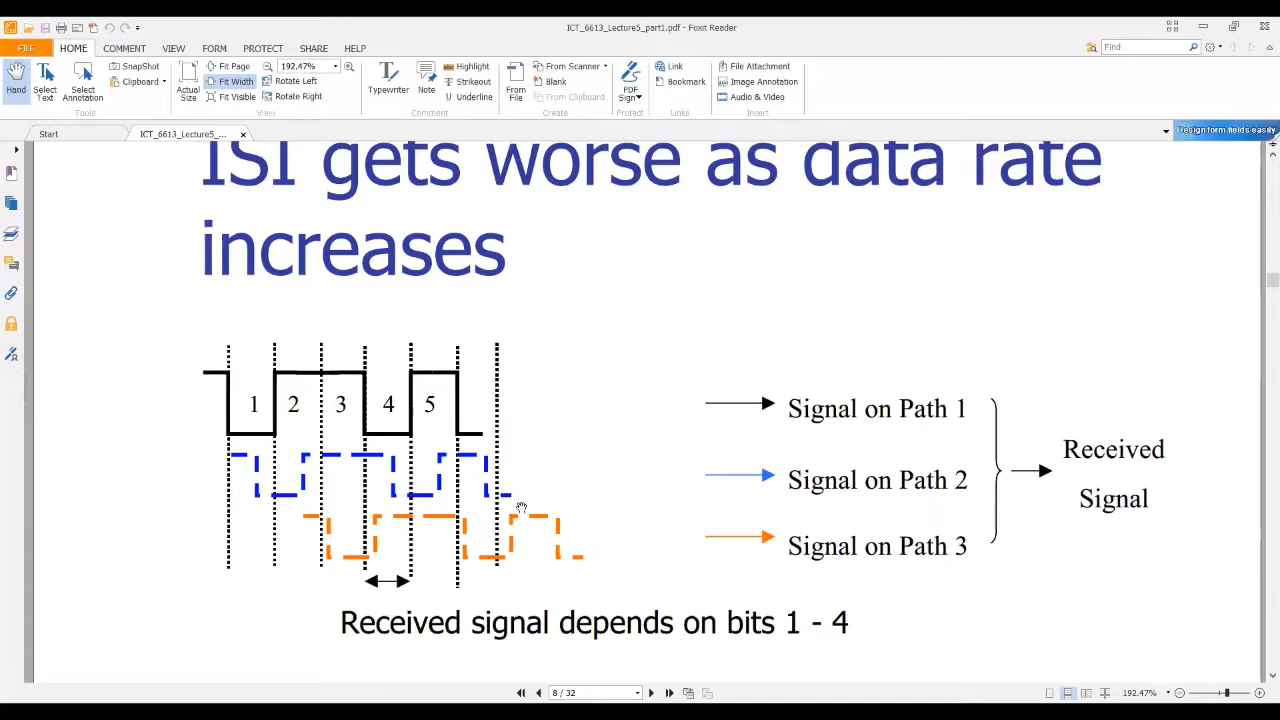 ICT_6613_Lecture5_part1.pdf - Foxit Reader
FILE HOME COMMENT VIEW FORM PROTECT SHARE HELP
Find
Hand
Select Text
Select Annotation
SnapShot
Clipboard
Tools
Actual Size
Fit Page
Fit Width
Fit Visible
192.47%
Rotate Left
Rotate Right
View
Typewriter
Note
Highlight
Strikeout
Underline
Comment
From File
From Scanner
Blank
From Clipboard
Create
PDF Sign
Protect
Link
Bookmark
Links
File Attachment
Image Annotation
Audio & Video
Insert
Start
ICT_6613_Lecture5_...
Design form fields easily
ISI gets worse as data rate
increases
1 2 3 4 5
Signal on Path 1
Signal on Path 2
Signal on Path 3
Received
Signal
Received signal depends on bits 1 - 4
8 / 32
192.47%